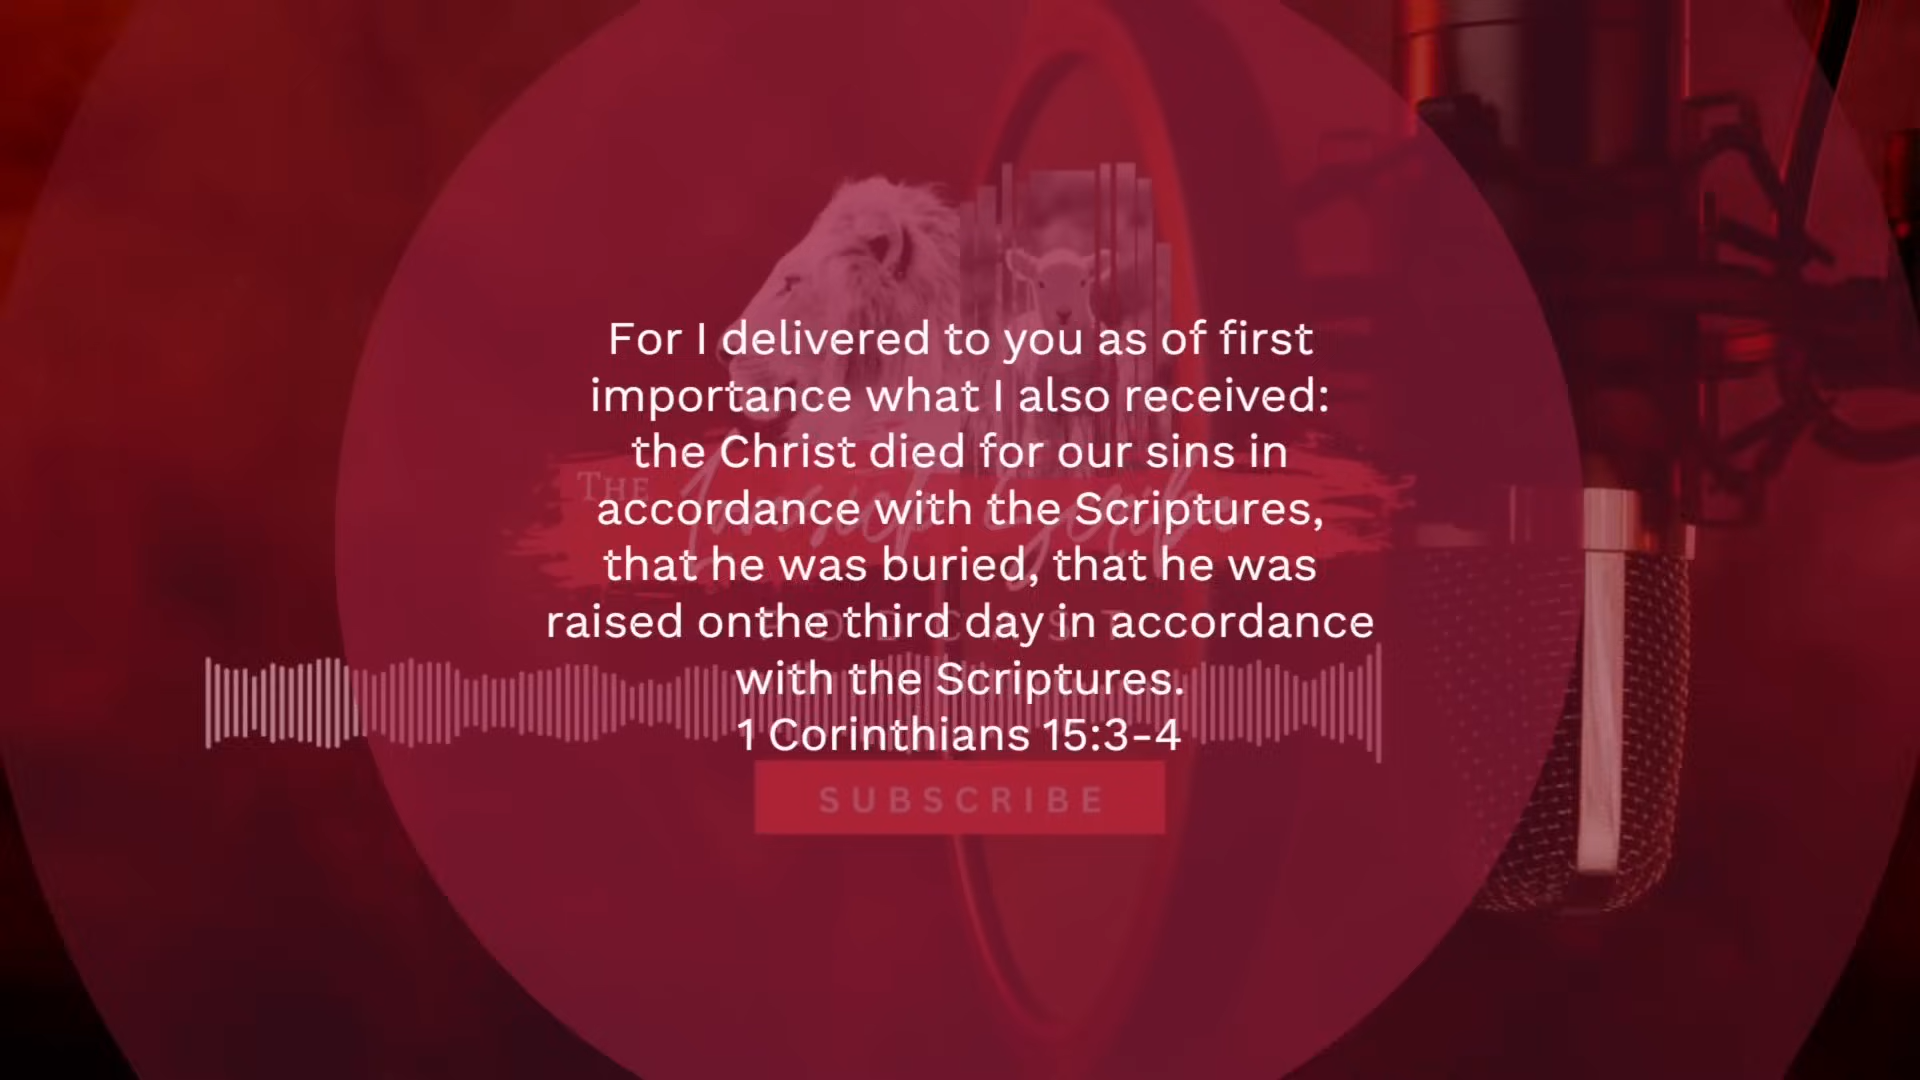 For I delivered to you as of first
importance what I also received:
the Christ died for our sins in
THE
accordance with the Scriptures,
that he was buried, that he was
raised onthe third day in accordance
PODCAST
with the Scriptures.
1 Corinthians 15:3-4
SUBSCRIBE